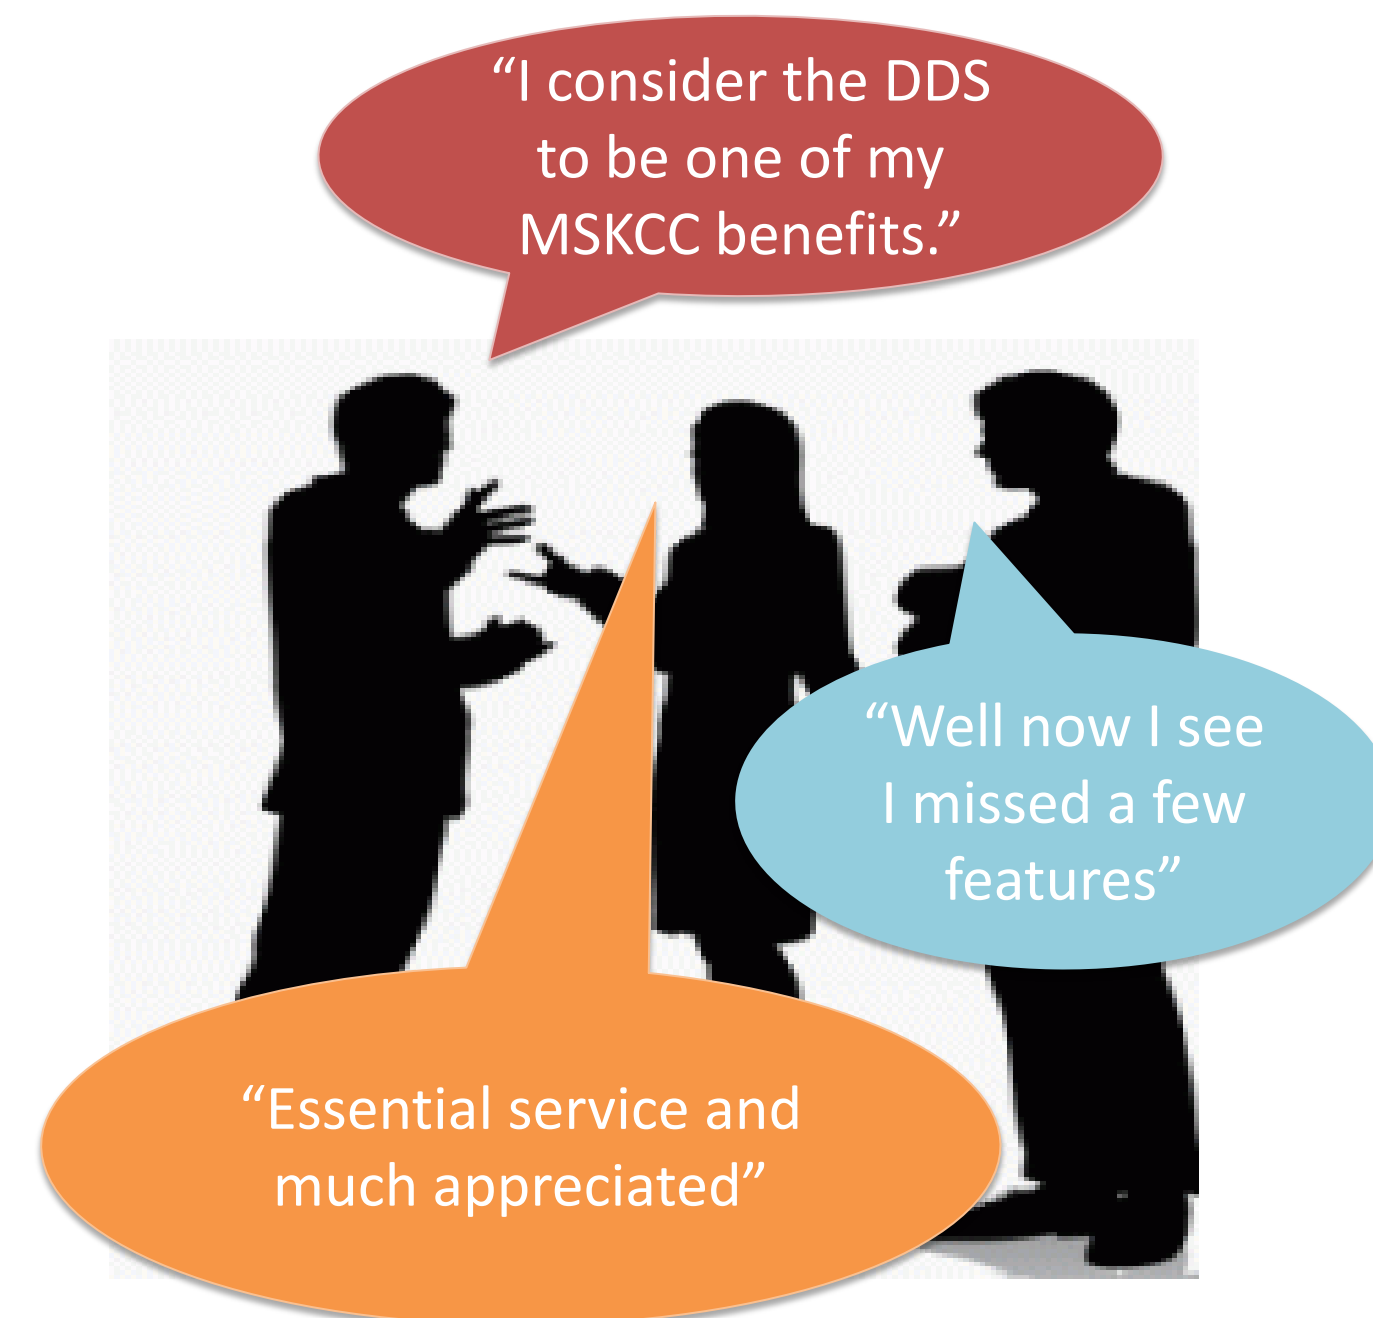 “I consider the DDS
to be one of my
MSKCC benefits.”
“Well now I see
I missed a few
features”
“Essential service and
much appreciated”